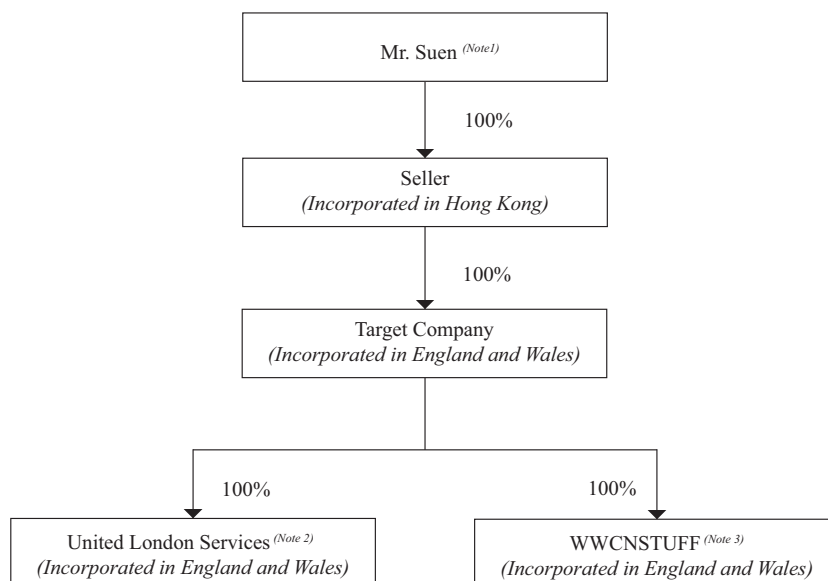 Mr. Suen (Note1)
100%
Seller
(Incorporated in Hong Kong)
100%
Target Company
(Incorporated in England and Wales)
100%
100%
United London Services (Note 2)
(Incorporated in England and Wales)
WWCNSTUFF (Note 3)
(Incorporated in England and Wales)